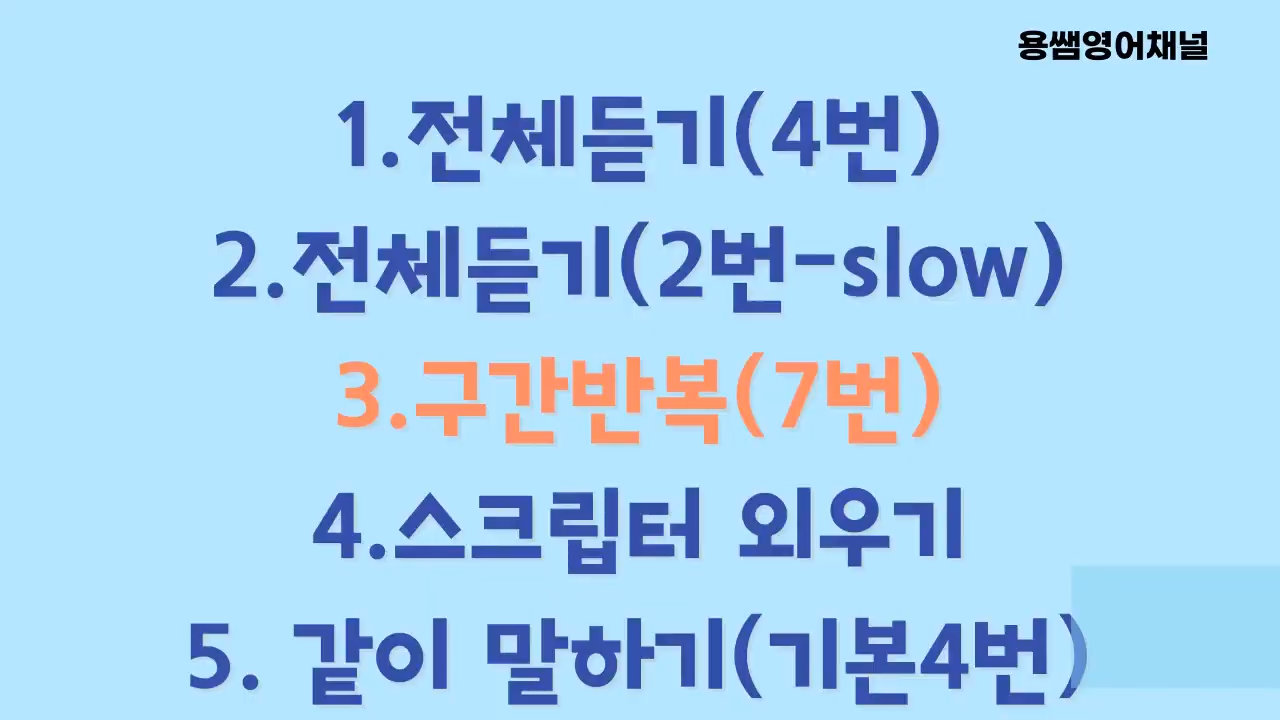 용쌤영어채널
1.전체듣기(4번)
2.전체듣기(2번-slow)
3.구간반복(7번)
4.스크립터 외우기
5. 같이 말하기(기본4번)